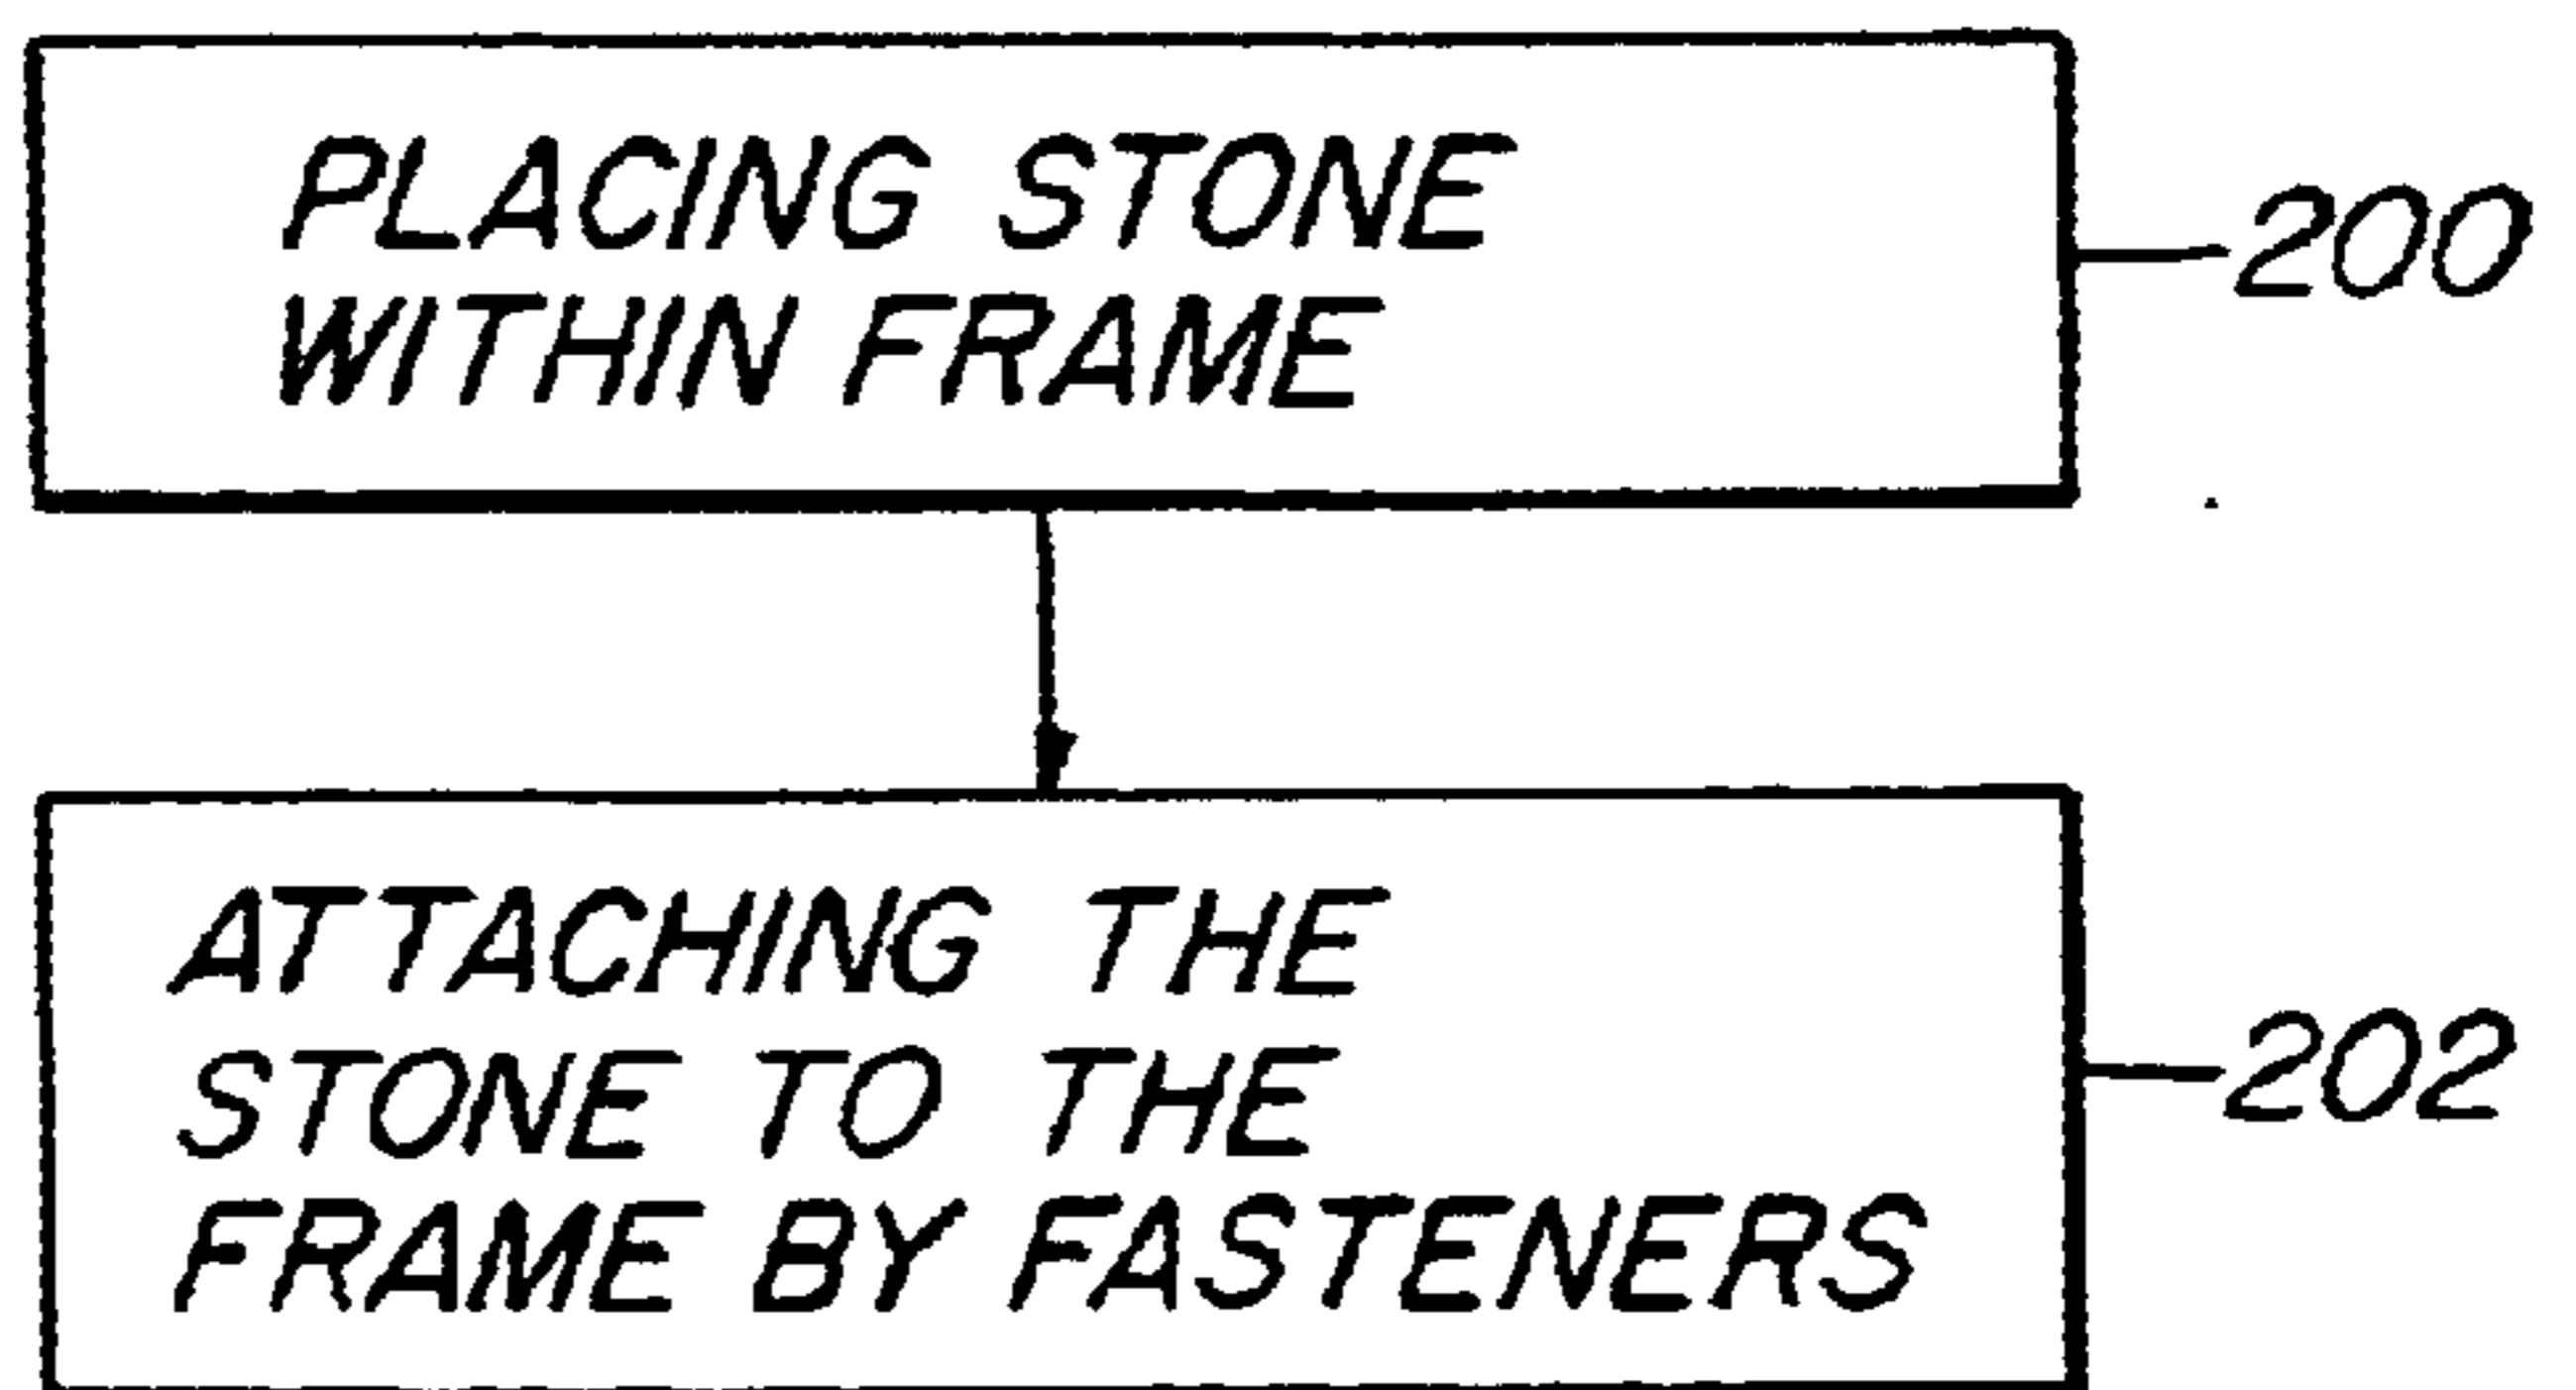 PLACING STONE
WITHIN FRAME
200
ATTACHING THE
STONE TO THE
FRAME BY FASTENERS
202